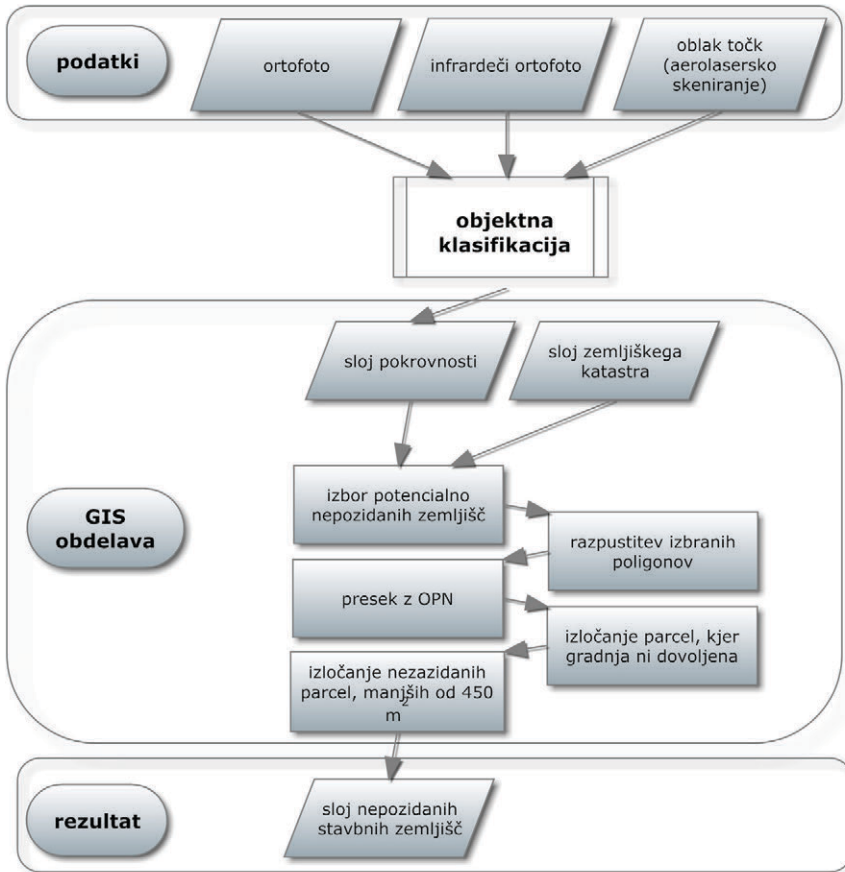 podatki
ortofoto
infrardeči ortofoto
oblak točk
(aerolasersko
skeniranje)
objektna
klasifikacija
sloj pokrovnosti
sloj zemljiškega
katastra
GIS
obdelava
izbor potencialno
nepozidanih zemljišč
razpustitev izbranih
poligonov
presek z OPN
izločanje parcel, kjer
gradnja ni dovoljena
izločanje nezazidanih
parcel, manjših od 450
m²
rezultat
sloj nepozidanih
stavbnih zemljišč